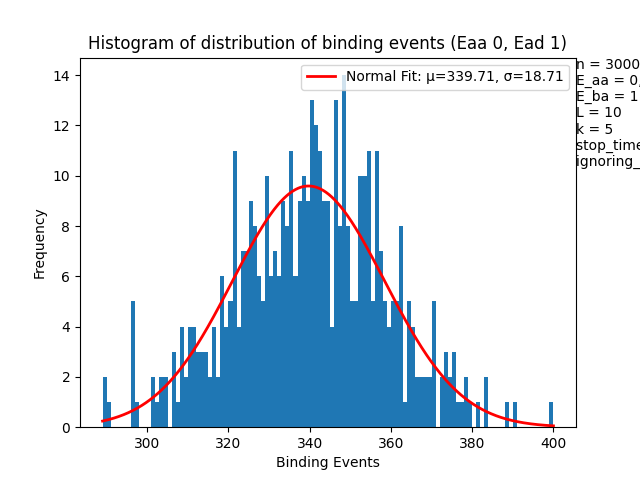 Histogram of distribution of binding events (Eaa 0, Ead 1)
Normal Fit: μ=339.71, σ=18.71
n = 3000
E_aa = 0,
E_ba = 1
L = 10
k = 5
stop_time
ignoring_
Frequency
14
12
10
8
6
4
2
0
300 320 340 360 380 400
Binding Events